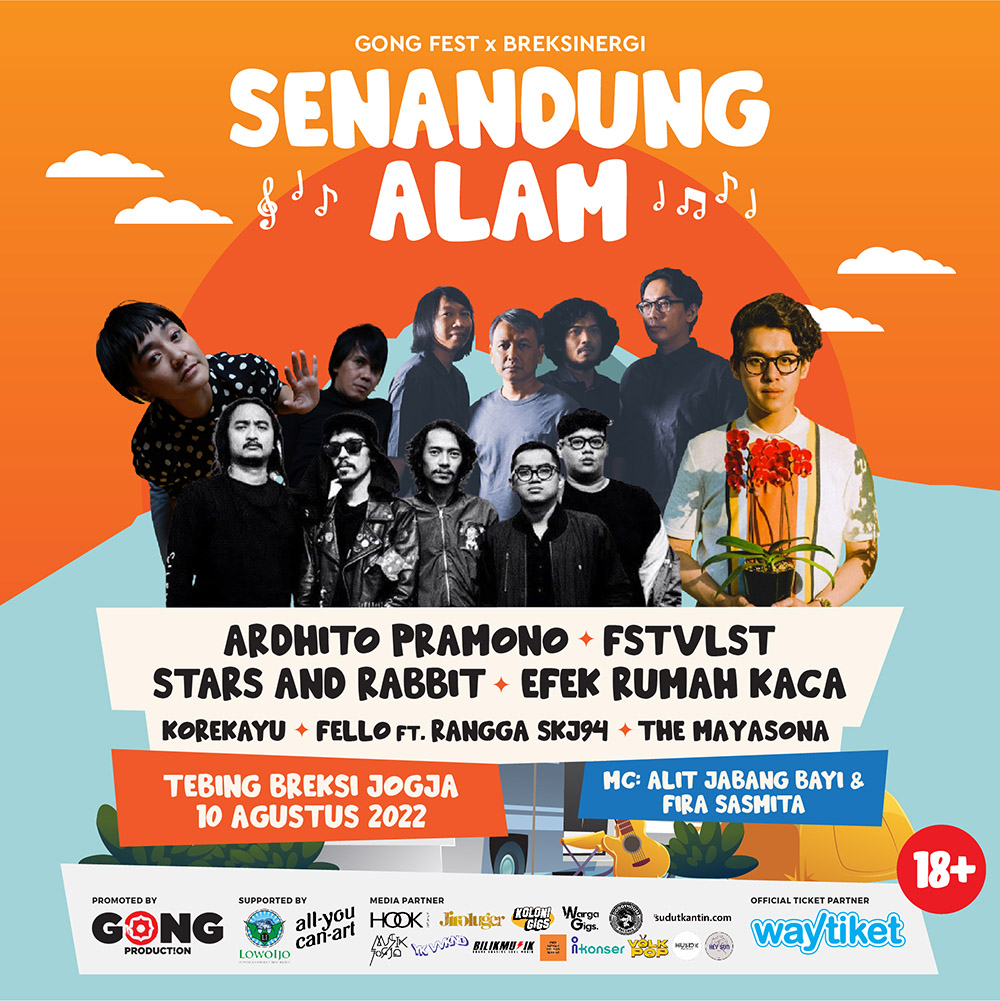 GONG FEST x BREKSINERGI
SENANDUNG
ALAM
ARDHITO PRAMONO ✦ FSTVLST
STARS AND RABBIT ✦ EFEK RUMAH KACA
KOREKAYU ✦ FELLO FT. RANGGA SKJ94 ✦ THE MAYASONA
TEBING BREKSI JOGJA
10 AGUSTUS 2022
MC: ALIT JABANG BAYI &
FIRA SASMITA
18+
PROMOTED BY
GONG
PRODUCTION
SUPPORTED BY
LOWOIJO
all-you
can-art
MEDIA PARTNER
HOOK
KOLONI
GIGS
Warga
Gigs.
sudutkantin.com
BILIKMUSIK
konser
VOLK
POP
HEY GON
OFFICIAL TICKET PARTNER
waytiket